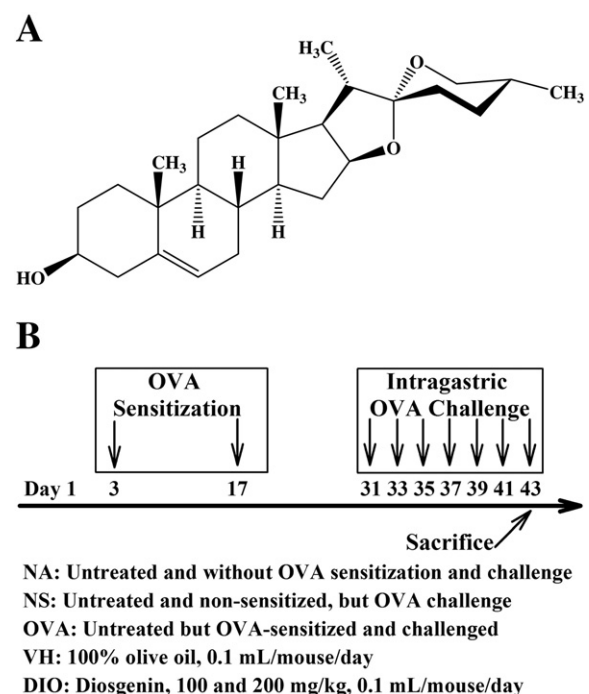 A
H₃C
O
CH₃
CH₃
O
CH₃
H
H
H
HO
B
OVA
Sensitization
Intragastric
OVA Challenge
Day 1 3 17 31 33 35 37 39 41 43
Sacrifice
NA: Untreated and without OVA sensitization and challenge
NS: Untreated and non-sensitized, but OVA challenge
OVA: Untreated but OVA-sensitized and challenged
VH: 100% olive oil, 0.1 mL/mouse/day
DIO: Diosgenin, 100 and 200 mg/kg, 0.1 mL/mouse/day